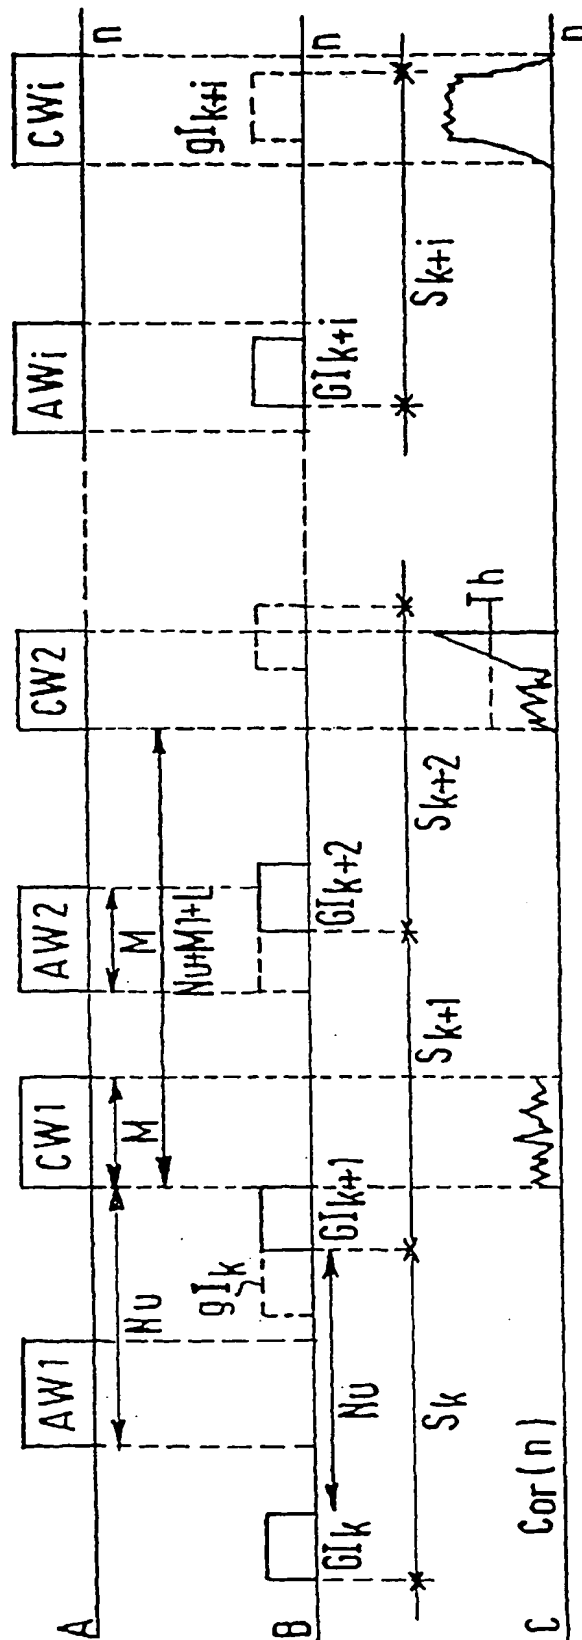 A
AW1
CW1
AW2
CW2
AWi
CWi
n
Nu
M
M
Nu+M1+L
B
GIk
gIk
GIk+1
GIk+2
GIk+i
gIk+i
n
Nu
Sk
Sk+1
Sk+2
Sk+i
C
Cor(n)
Th
n